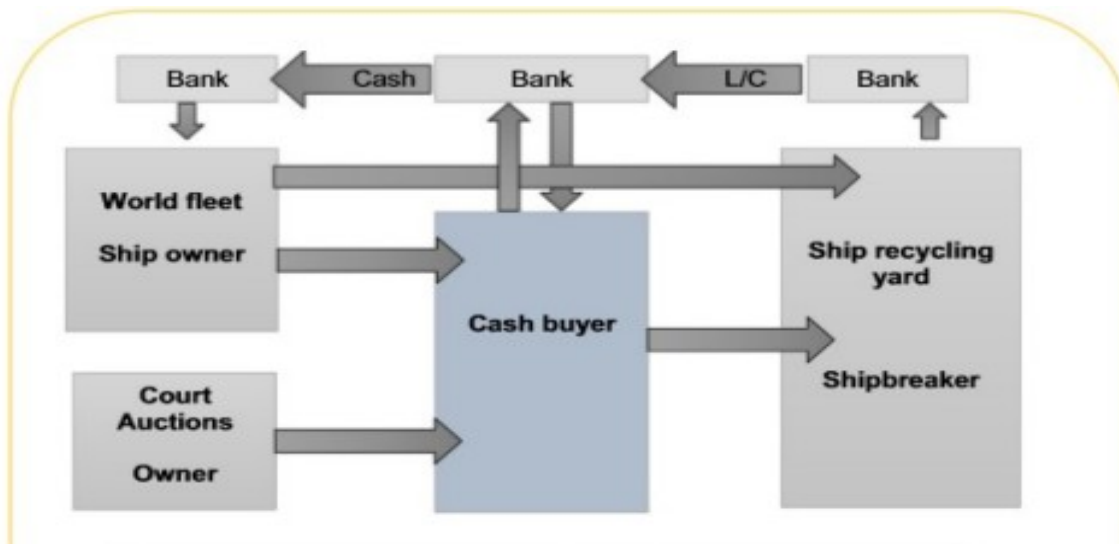 Bank
Cash
Bank
L/C
Bank
World fleet
Ship owner
Cash buyer
Ship recycling
yard
Shipbreaker
Court
Auctions
Owner